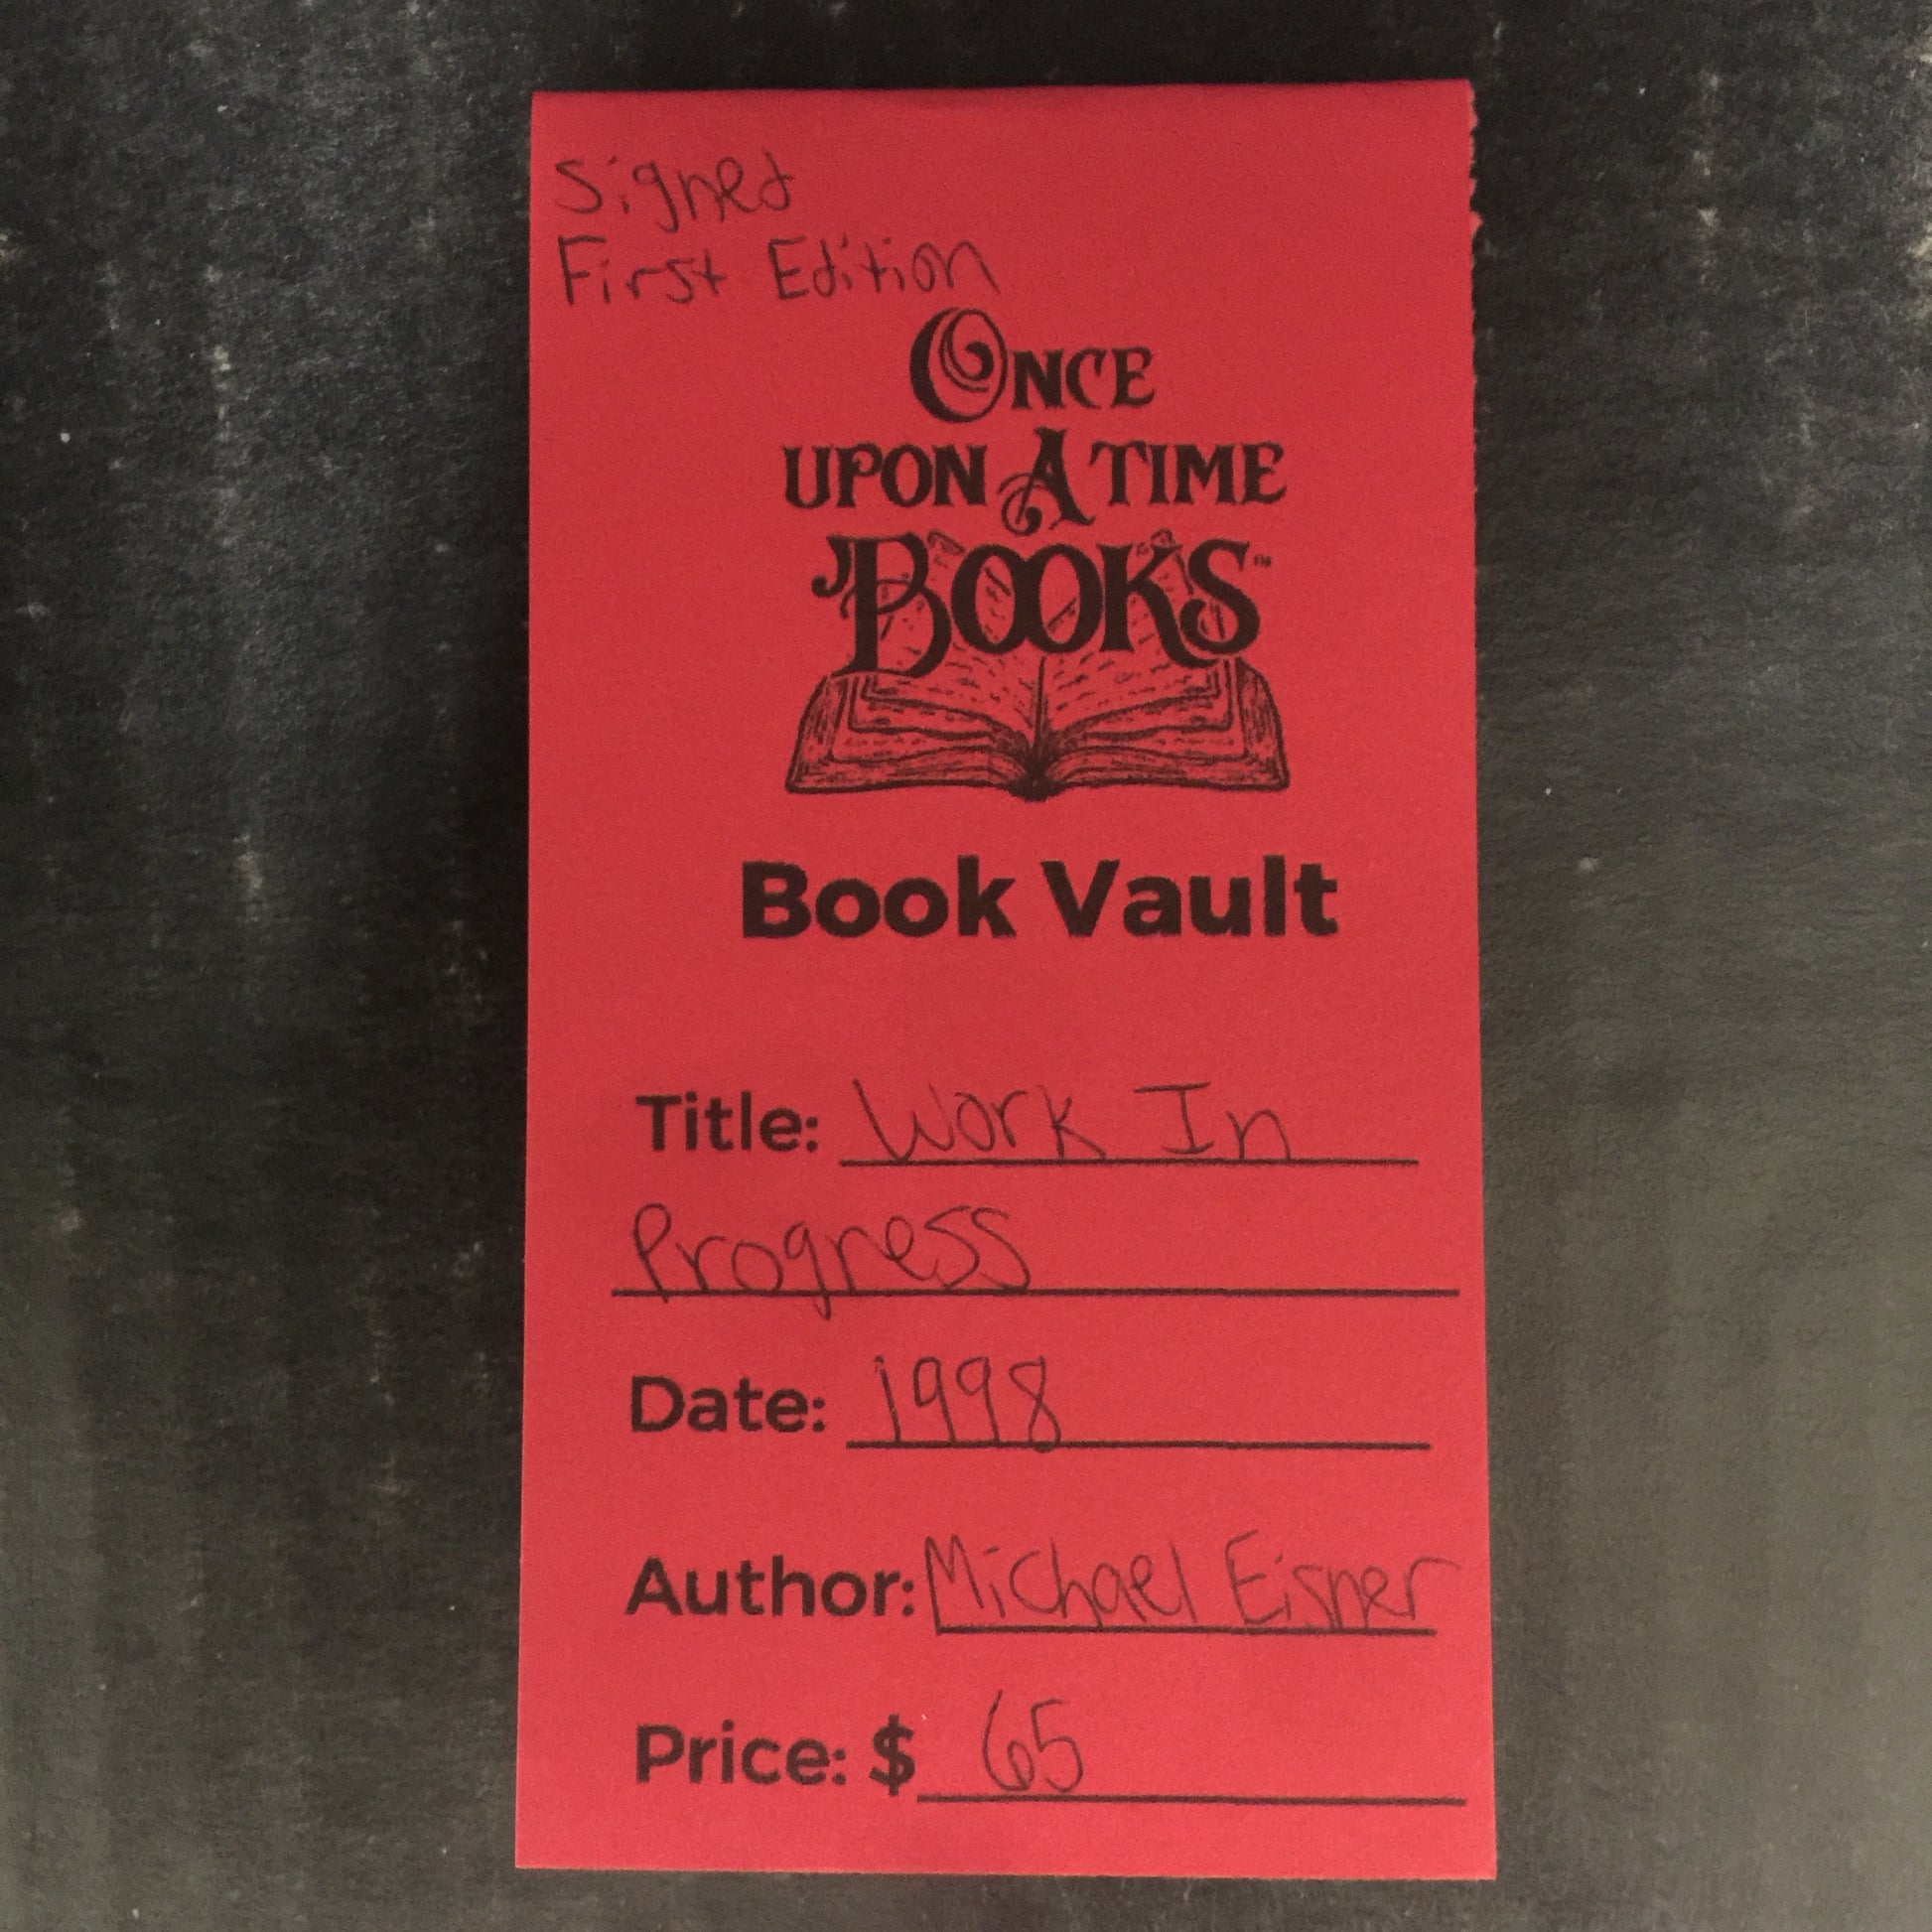 Signed
First Edition
ONCE
UPON A TIME
BOOKS™
Book Vault
Title: Work In
Progress
Date: 1998
Author: Michael Eisner
Price: $ 65